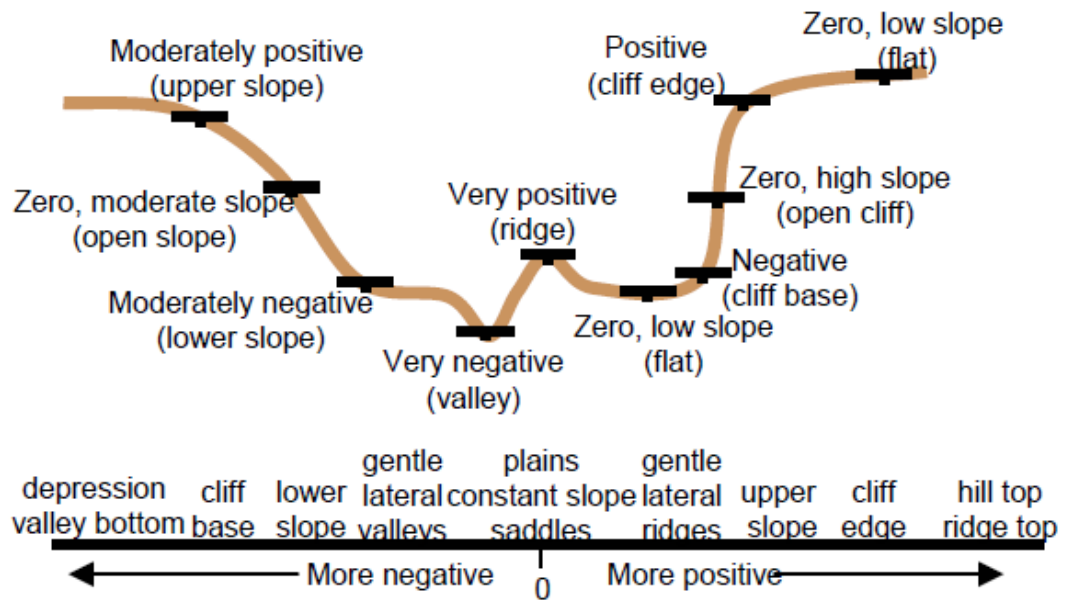 Moderately positive
(upper slope)
Positive
(cliff edge)
Zero, low slope
(flat)
Zero, moderate slope
(open slope)
Very positive
(ridge)
Zero, high slope
(open cliff)
Moderately negative
(lower slope)
Negative
(cliff base)
Very negative
(valley)
Zero, low slope
(flat)
depression
valley bottom
cliff
base
lower
slope
gentle
lateral
valleys
plains
constant slope
saddles
gentle
lateral
ridges
upper
slope
cliff
edge
hill top
ridge top
More negative
0
More positive